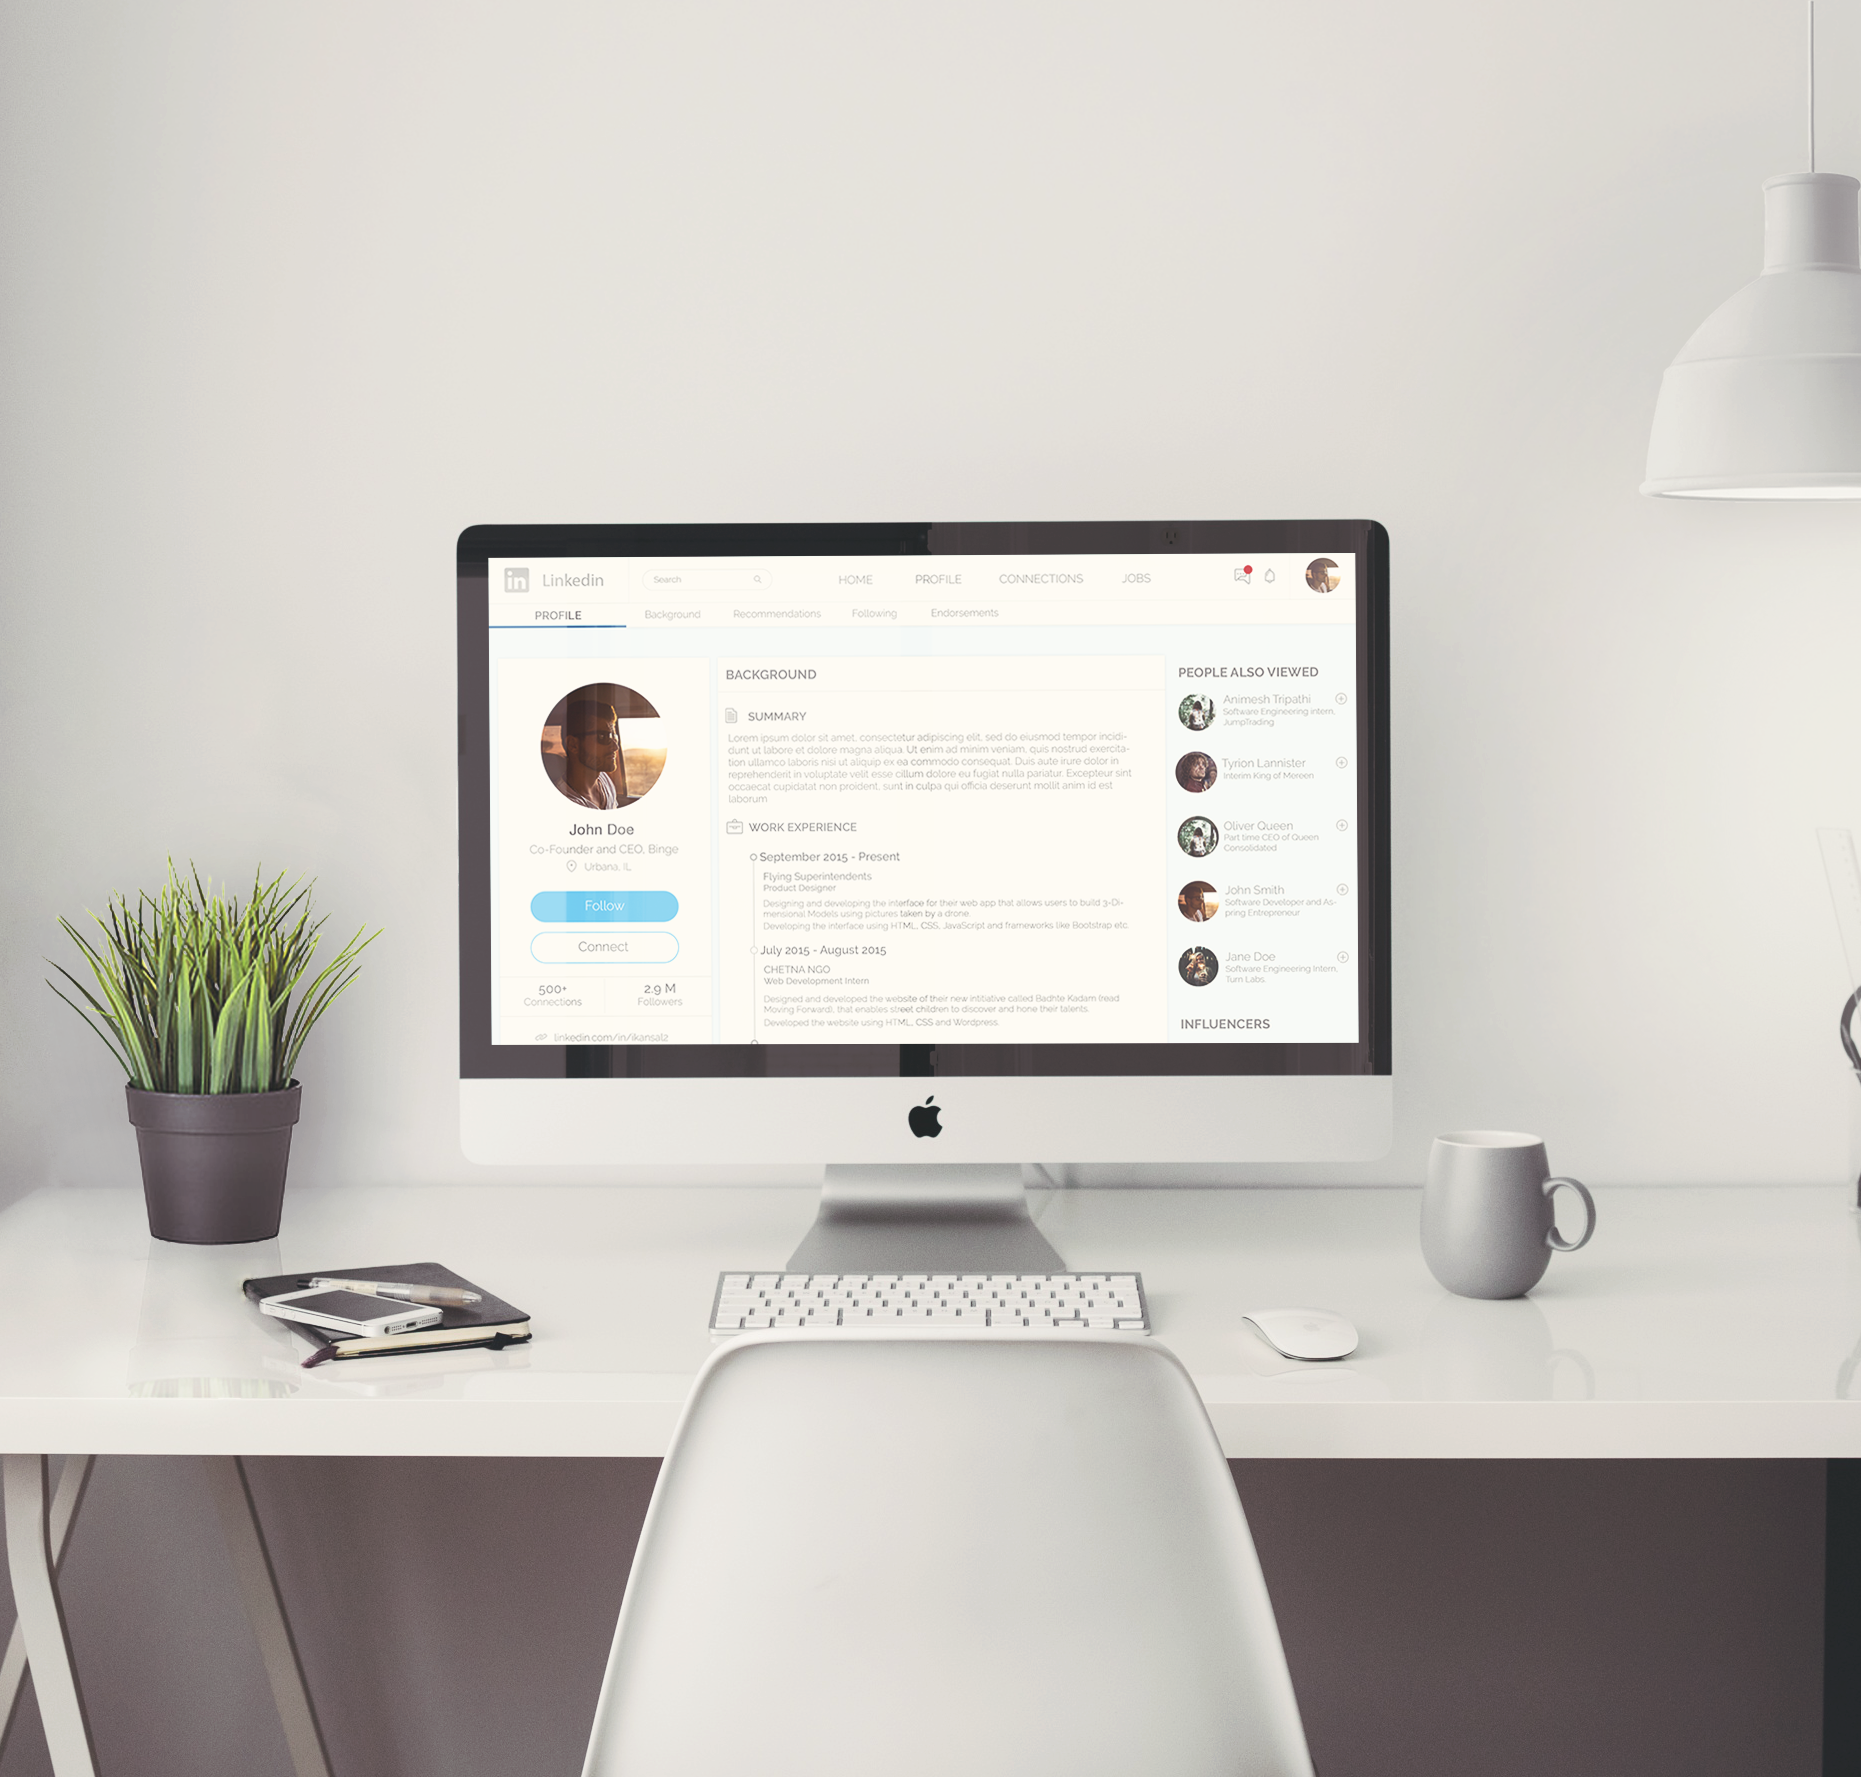 in Linkedin
Search
HOME
PROFILE
CONNECTIONS
JOBS
PROFILE
Background
Recommendations
Following
Endorsements
John Doe
Co-Founder and CEO, Binge
Urbana, IL
Follow
Connect
500+
Connections
2.9 M
Followers
linkedin.com/in/jkansal2
BACKGROUND
SUMMARY
Lorem ipsum dolor sit amet, consectetur adipiscing elit, sed do eiusmod tempor incidi-
dunt ut labore et dolore magna aliqua. Ut enim ad minim veniam, quis nostrud exercita-
tion ullamco laboris nisi ut aliquip ex ea commodo consequat. Duis aute irure dolor in
reprehenderit in voluptate velit esse cillum dolore eu fugiat nulla pariatur. Excepteur sint
occaecat cupidatat non proident, sunt in culpa qui officia deserunt mollit anim id est
laborum
WORK EXPERIENCE
September 2015 - Present
Flying Superintendents
Product Designer
Designing and developing the interface for their web app that allows users to build 3-Di-
mensional Models using pictures taken by a drone.
Developing the interface using HTML, CSS, JavaScript and frameworks like Bootstrap etc.
July 2015 - August 2015
CHETNA NGO
Web Development Intern
Designed and developed the website of their new intitiative called Badhte Kadam (read
Moving Forward), that enables street children to discover and hone their talents.
Developed the website using HTML, CSS and Wordpress.
PEOPLE ALSO VIEWED
Animesh Tripathi
Software Engineering intern,
JumpTrading
Tyrion Lannister
Interim King of Mereen
Oliver Queen
Part time CEO of Queen
Consolidated
John Smith
Software Developer and As-
pring Entrepreneur
Jane Doe
Software Engineering Intern,
Turn Labs.
INFLUENCERS